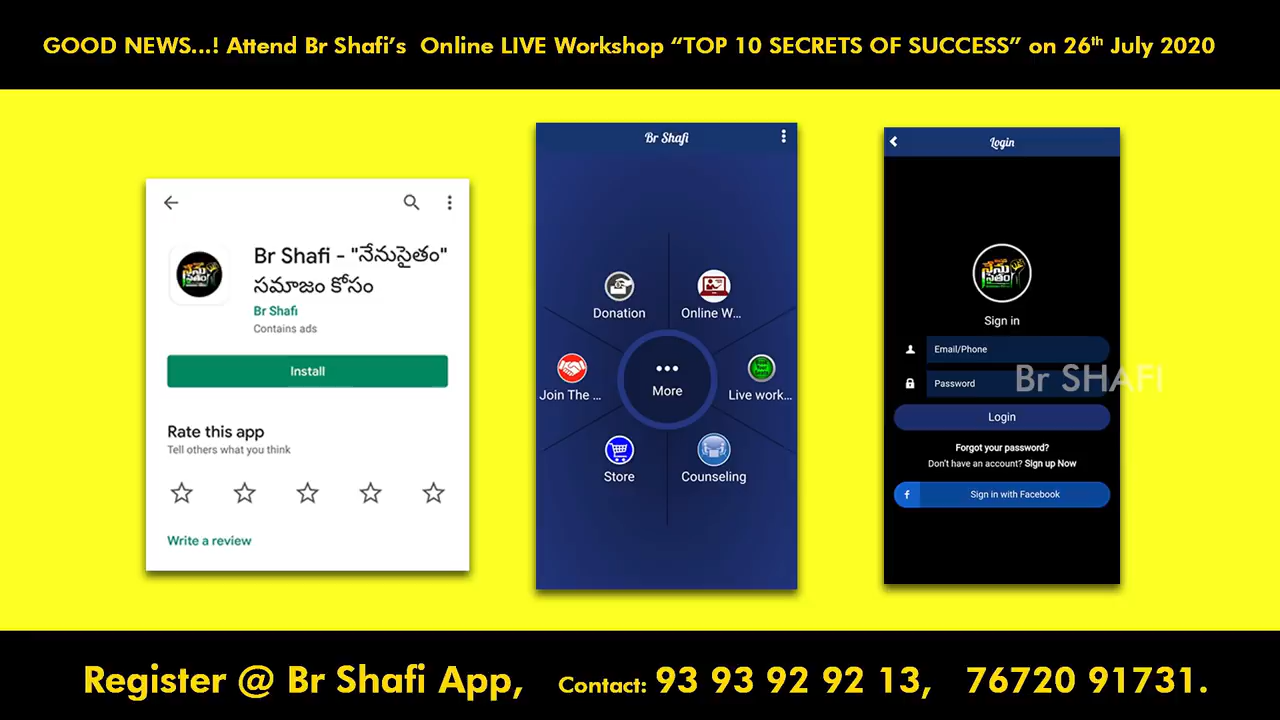 GOOD NEWS...! Attend Br Shafi's Online LIVE Workshop “TOP 10 SECRETS OF SUCCESS” on 26th July 2020
Br Shafi - "నేనుసైతం"
సమాజం కోసం
Br Shafi
Contains ads
Install
Rate this app
Tell others what you think
Write a review
Br Shafi
Donation
Online W...
Join The ...
More
Live work...
Store
Counseling
Login
నేను
సైతం
Sign in
Email/Phone
Password
Br SHAFI
Login
Forgot your password?
Don't have an account? Sign up Now
f Sign in with Facebook
Register @ Br Shafi App, Contact: 93 93 92 92 13, 76720 91731.